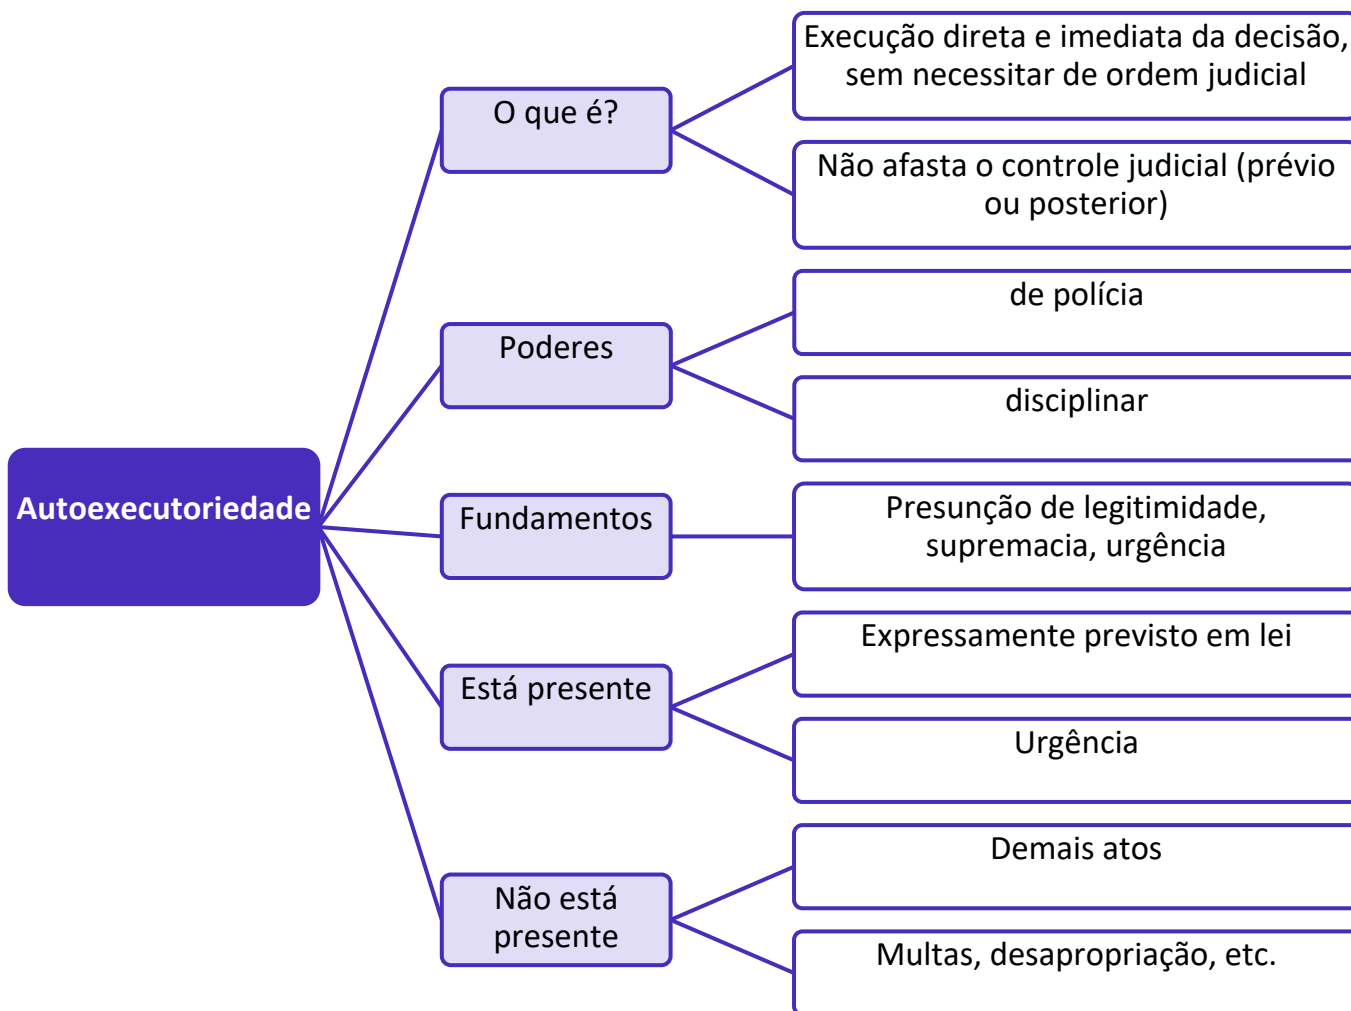 Autoexecutoriedade
O que é?
Execução direta e imediata da decisão,
sem necessitar de ordem judicial
Não afasta o controle judicial (prévio
ou posterior)
Poderes
de polícia
disciplinar
Fundamentos
Presunção de legitimidade,
supremacia, urgência
Está presente
Expressamente previsto em lei
Urgência
Não está
presente
Demais atos
Multas, desapropriação, etc.